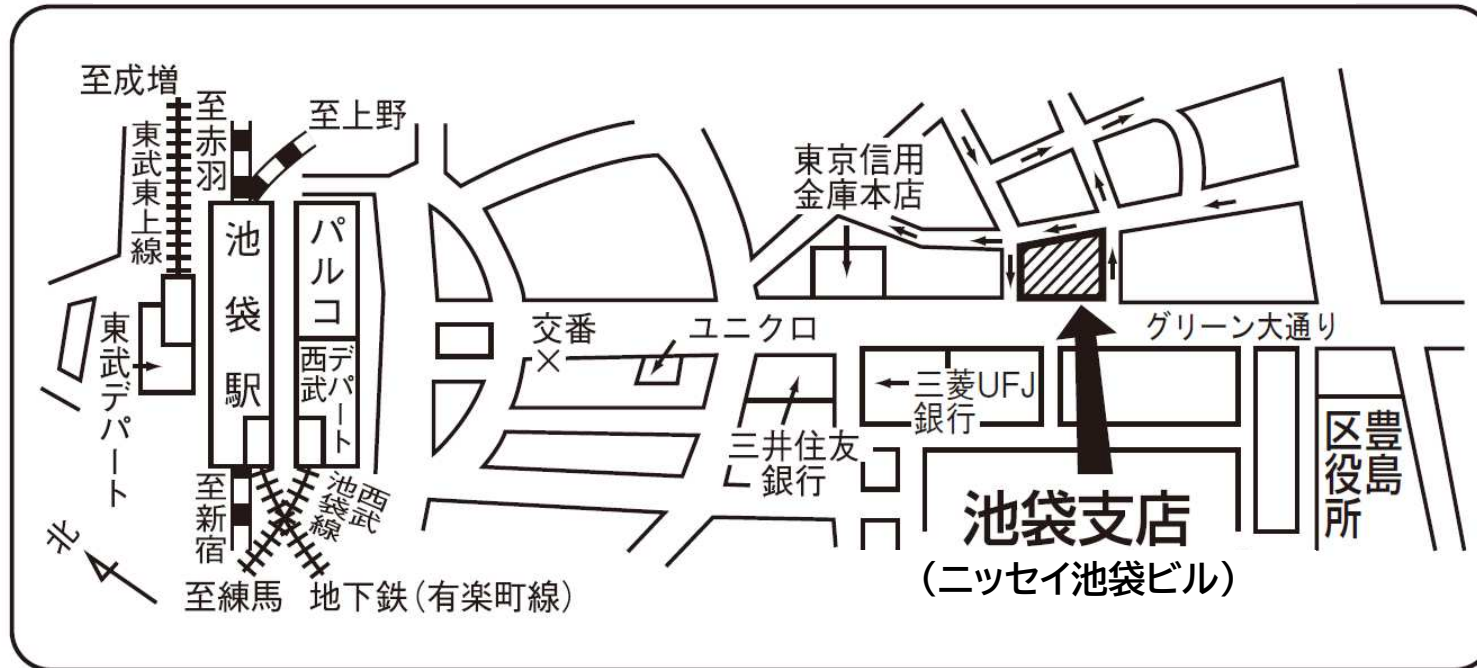 至成増
東武東上線
至赤羽
至上野
池袋駅
パルコ
西武
デパート
東武デパート
至新宿
西武
池袋線
北
至練馬
地下鉄(有楽町線)
交番
×
ユニクロ
東京信用
金庫本店
グリーン大通り
三井住友
銀行
三菱UFJ
銀行
豊島
区役所
池袋支店
(ニッセイ池袋ビル)